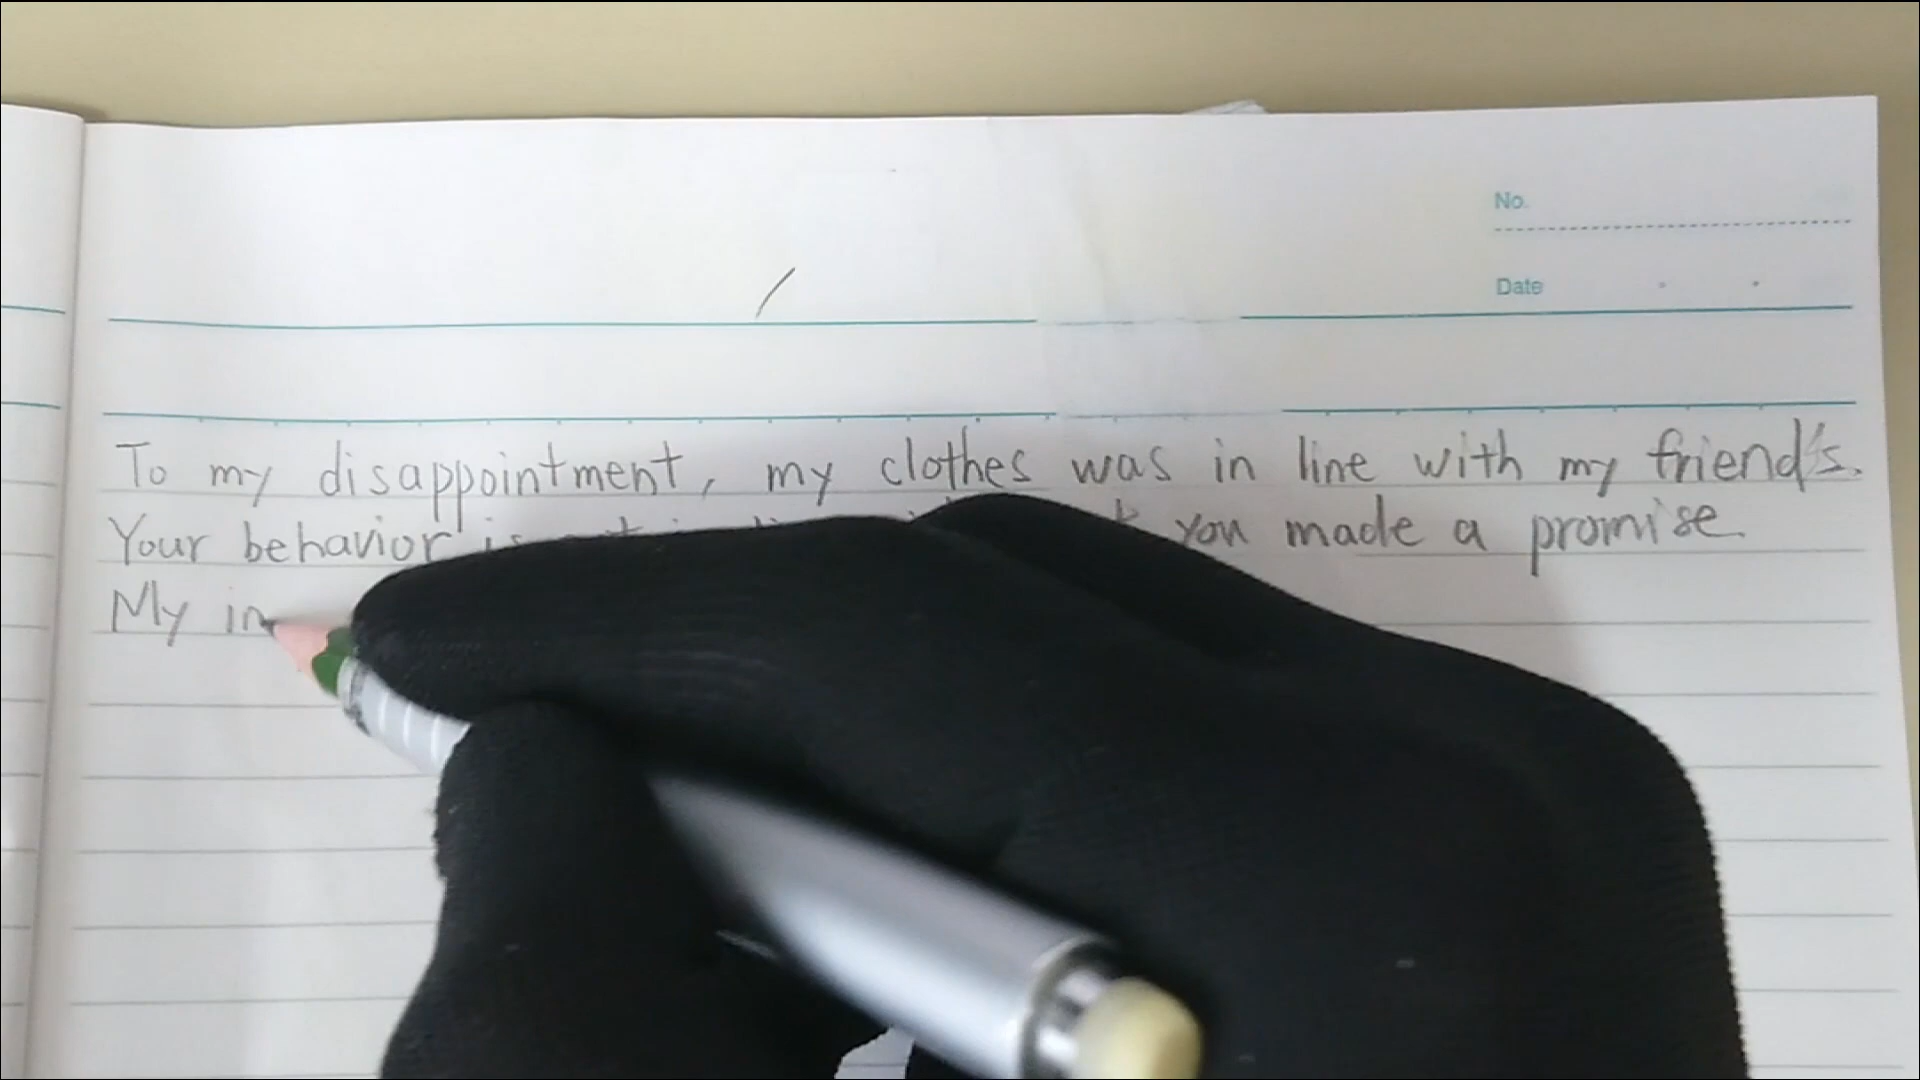 No.
Date
To my disappointment, my clothes was in line with my friend's.
Your behavior is you made a promise.
My in